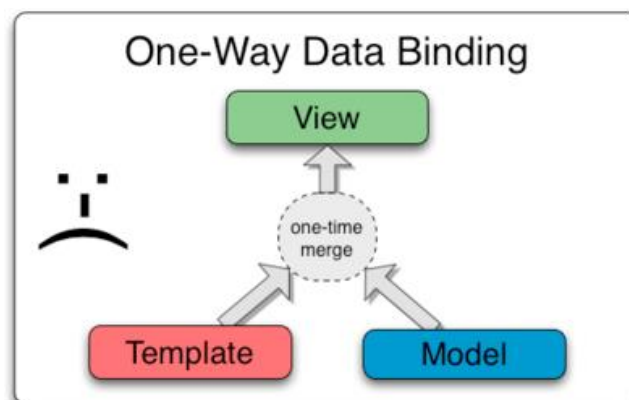 One-Way Data Binding
View
one-time
merge
Template
Model